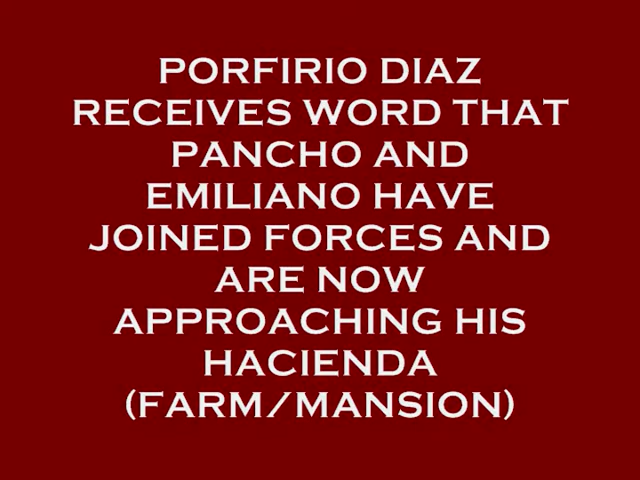 PORFIRIO DIAZ
RECEIVES WORD THAT
PANCHO AND
EMILIANO HAVE
JOINED FORCES AND
ARE NOW
APPROACHING HIS
HACIENDA
(FARM/MANSION)